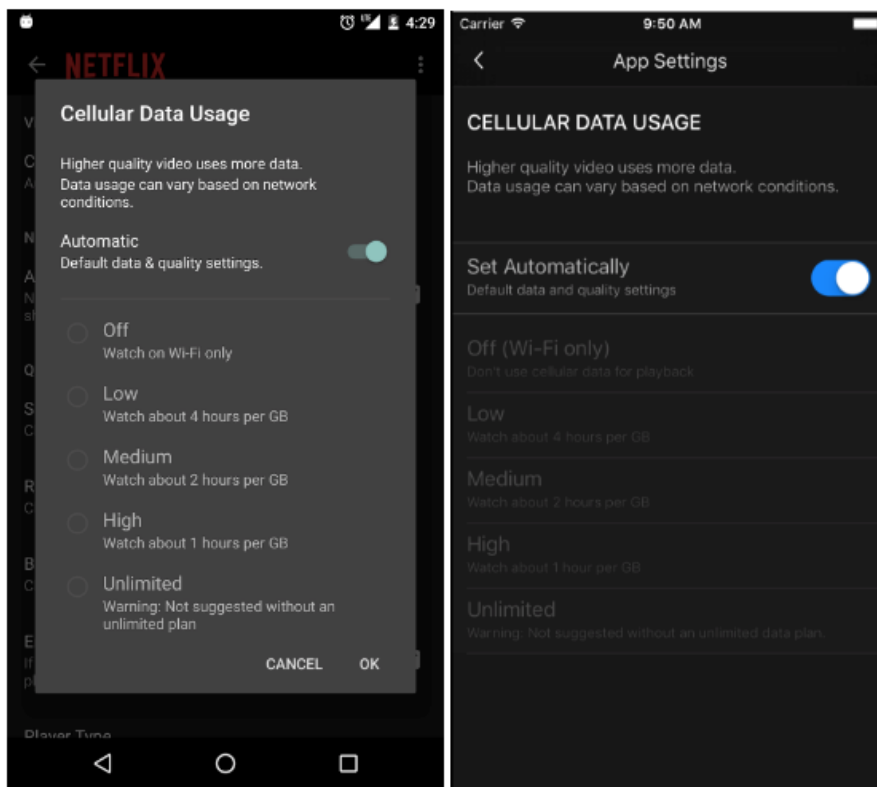 4:29
NETFLIX
Cellular Data Usage
Higher quality video uses more data.
Data usage can vary based on network
conditions.
Automatic
Default data & quality settings.
Off
Watch on Wi-Fi only
Low
Watch about 4 hours per GB
Medium
Watch about 2 hours per GB
High
Watch about 1 hours per GB
Unlimited
Warning: Not suggested without an
unlimited plan
CANCEL OK
Player Type
Carrier 9:50 AM
App Settings
CELLULAR DATA USAGE
Higher quality video uses more data.
Data usage can vary based on network conditions.
Set Automatically
Default data and quality settings
Off (Wi-Fi only)
Don't use cellular data for playback
Low
Watch about 4 hours per GB
Medium
Watch about 2 hours per GB
High
Watch about 1 hour per GB
Unlimited
Warning: Not suggested without an unlimited data plan.